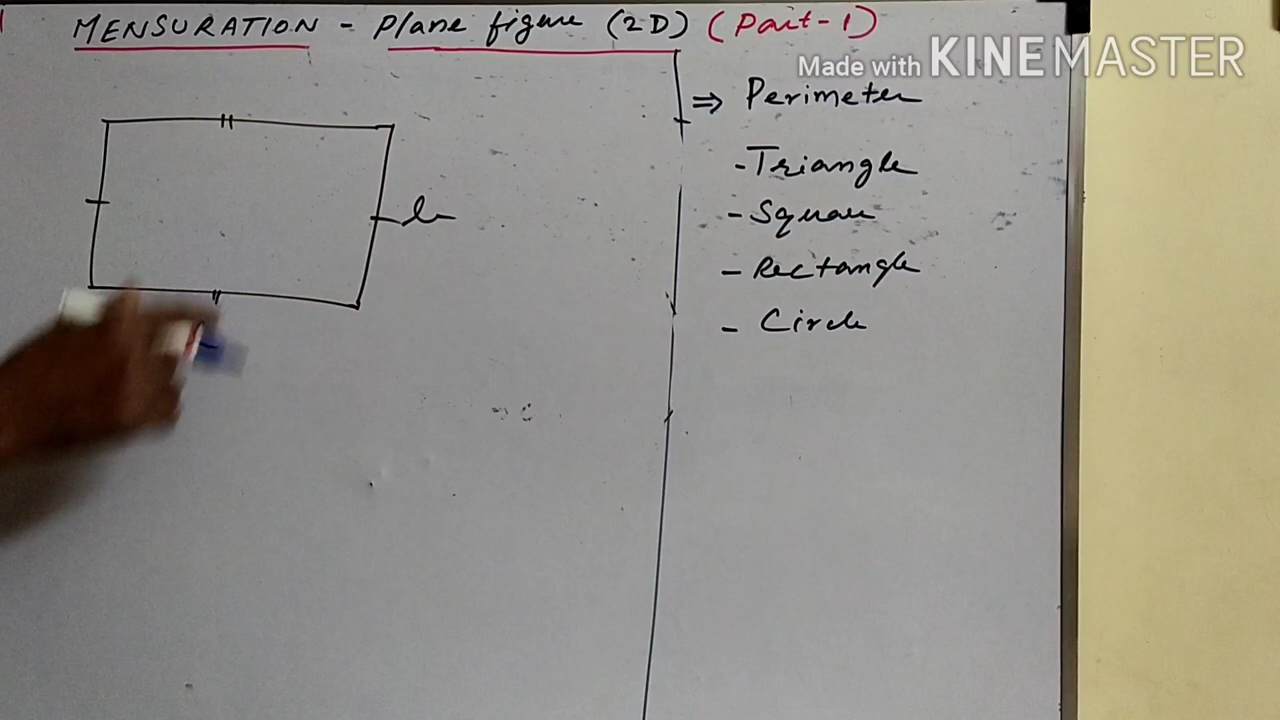 MENSURATION - Plane figure (2D) (Part-1)
Made with KINEMASTER
⇒ Perimeter
- Triangle
- Square
- Rectangle
- Circle
b